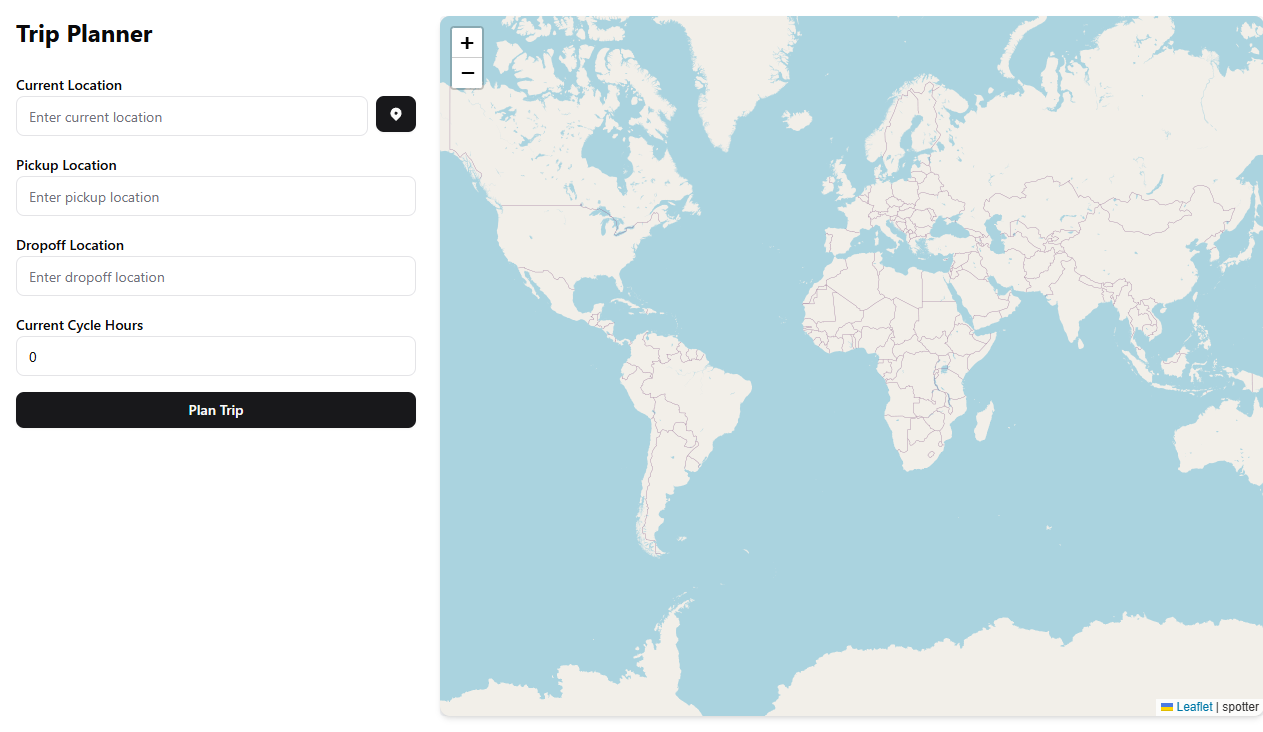 Trip Planner
Current Location
Enter current location
Pickup Location
Enter pickup location
Dropoff Location
Enter dropoff location
Current Cycle Hours
0
Plan Trip
+
−
Leaflet | spotter